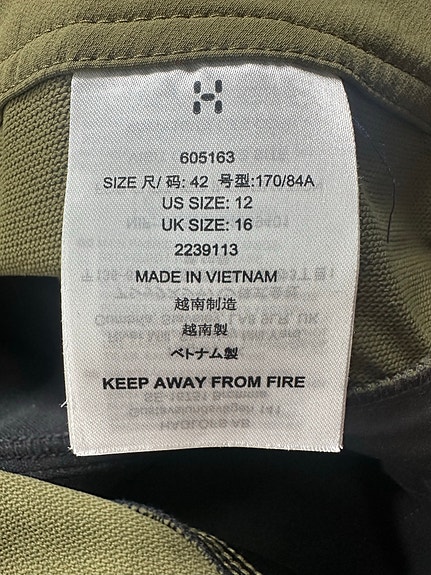 605163
SIZE 尺/ 码: 42 号型:170/84A
US SIZE: 12
UK SIZE: 16
2239113
MADE IN VIETNAM
越南制造
越南製
ベトナム製
KEEP AWAY FROM FIRE